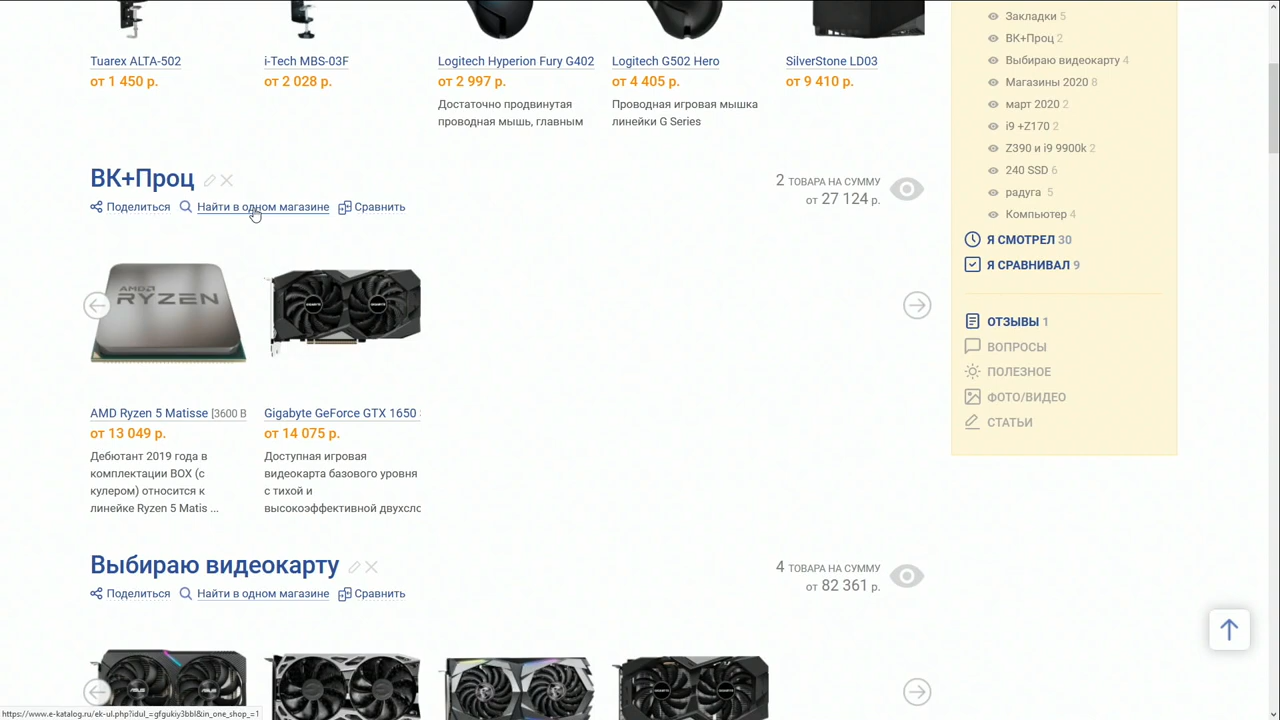 Tuarex ALTA-502
от 1 450 р.
i-Tech MBS-03F
от 2 028 р.
Logitech Hyperion Fury G402
от 2 997 р.
Достаточно продвинутая
проводная мышь, главным
Logitech G502 Hero
от 4 405 р.
Проводная игровая мышка
линейки G Series
SilverStone LD03
от 9 410 р.
ВК+Проц
Поделиться
Найти в одном магазине
Сравнить
2 ТОВАРА НА СУММУ
от 27 124 р.
AMD
RYZEN
AMD Ryzen 5 Matisse [3600 B
от 13 049 р.
Дебютант 2019 года в
комплектации BOX (с
кулером) относится к
линейке Ryzen 5 Matis ...
Gigabyte GeForce GTX 1650
от 14 075 р.
Доступная игровая
видеокарта базового уровня
с тихой и
высокоэффективной двухсло
Выбираю видеокарту
Поделиться
Найти в одном магазине
Сравнить
4 ТОВАРА НА СУММУ
от 82 361 р.
Закладки 5
ВК+Проц 2
Выбираю видеокарту 4
Магазины 2020 8
март 2020 2
i9 +Z170 2
Z390 и i9 9900k 2
240 SSD 6
радуга 5
Компьютер 4
Я СМОТРЕЛ 30
Я СРАВНИВАЛ 9
ОТЗЫВЫ 1
ВОПРОСЫ
ПОЛЕЗНОЕ
ФОТО/ВИДЕО
СТАТЬИ
https://www.e-katalog.ru/ek-ul.php?idul_=gfgukiy3bbl&in_one_shop_=1